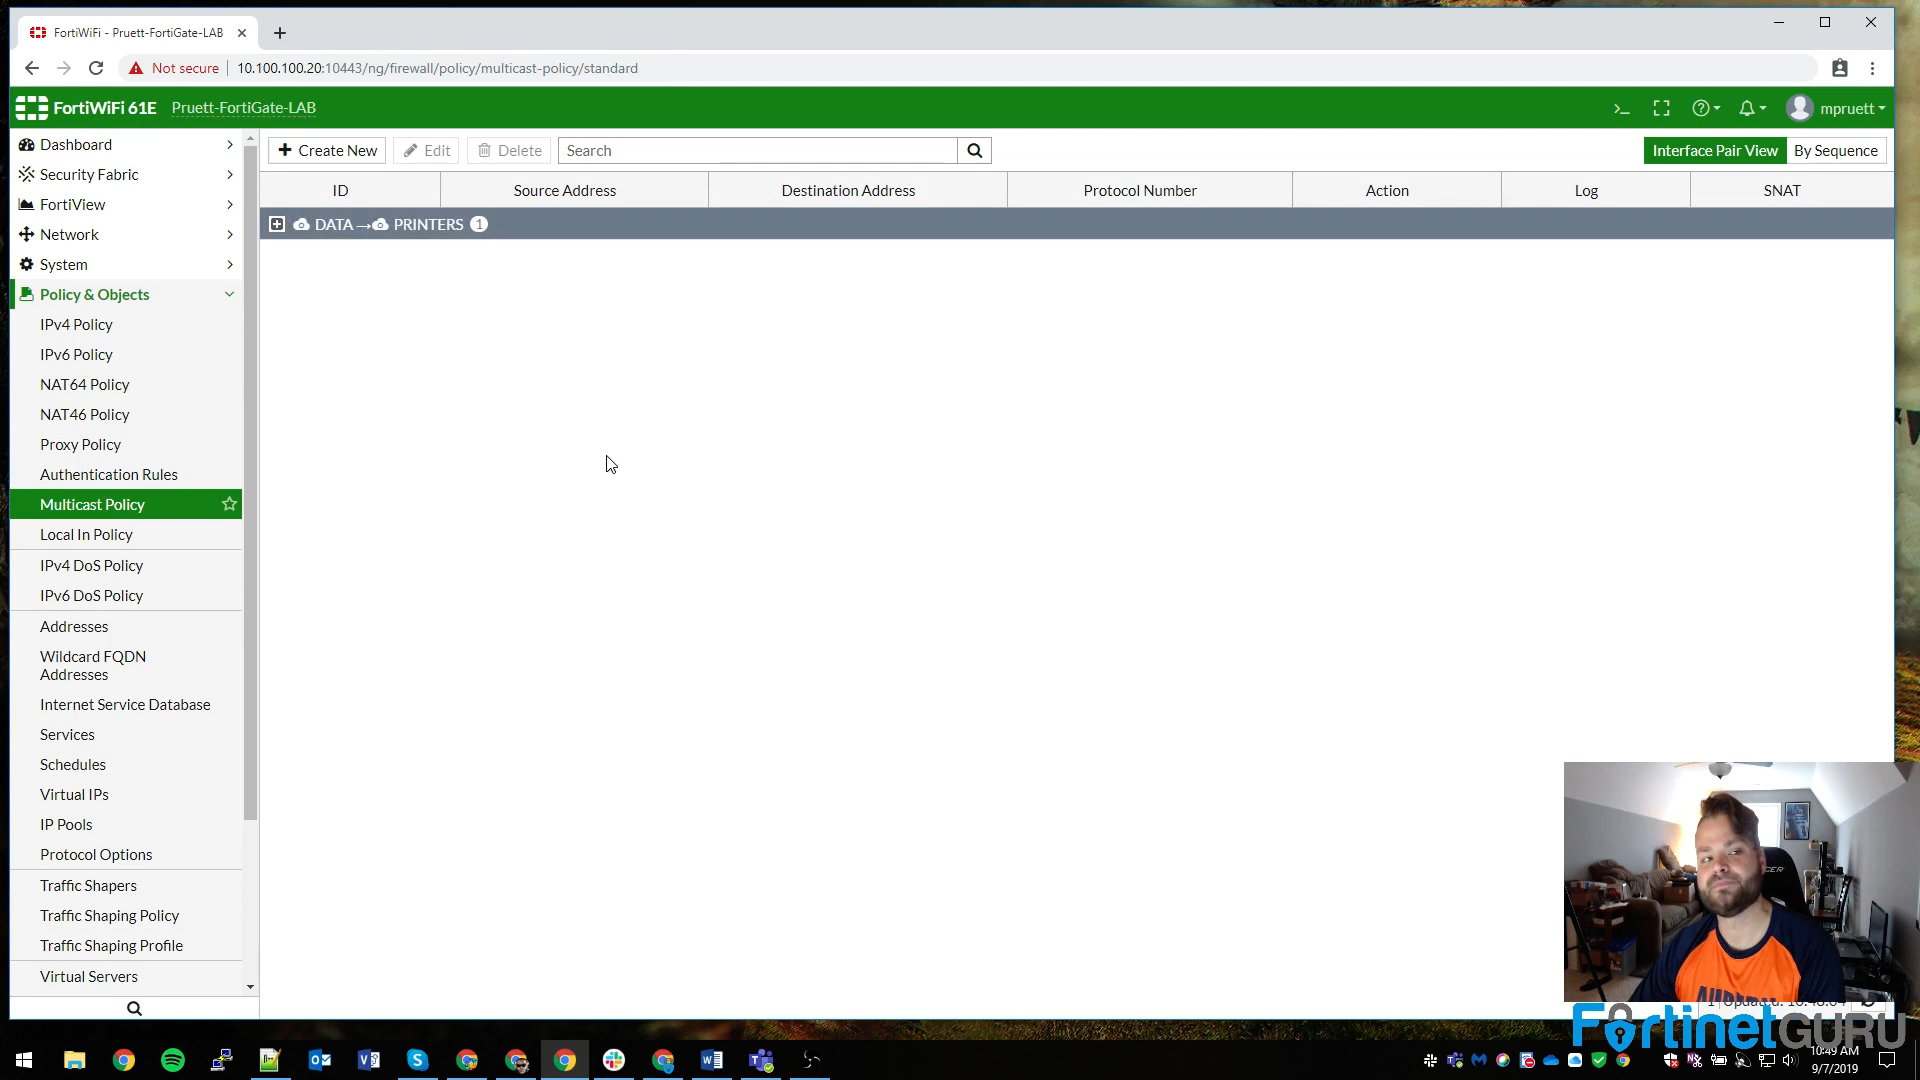 FortiWiFi - Pruett-FortiGate-LAB
Not secure
10.100.100.20:10443/ng/firewall/policy/multicast-policy/standard
FortiWiFi 61E
Pruett-FortiGate-LAB
mpruett
Dashboard
Security Fabric
FortiView
Network
System
Policy & Objects
IPv4 Policy
IPv6 Policy
NAT64 Policy
NAT46 Policy
Proxy Policy
Authentication Rules
Multicast Policy
Local In Policy
IPv4 DoS Policy
IPv6 DoS Policy
Addresses
Wildcard FQDN
Addresses
Internet Service Database
Services
Schedules
Virtual IPs
IP Pools
Protocol Options
Traffic Shapers
Traffic Shaping Policy
Traffic Shaping Profile
Virtual Servers
Create New
Edit
Delete
Search
Interface Pair View
By Sequence
ID
Source Address
Destination Address
Protocol Number
Action
Log
SNAT
DATA → PRINTERS 1
FortinetGURU
10:49 AM
9/7/2019